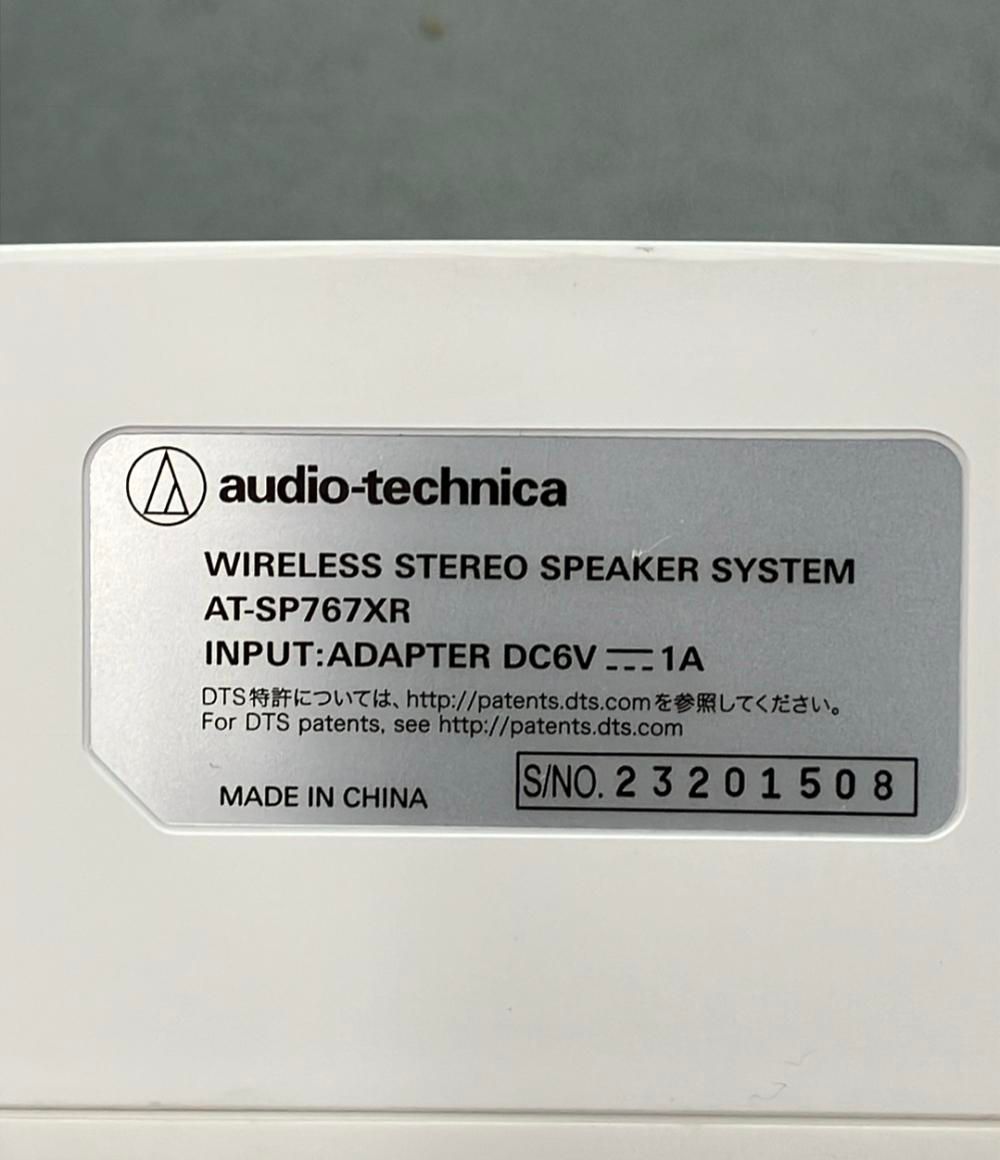 audio-technica
WIRELESS STEREO SPEAKER SYSTEM
AT-SP767XR
INPUT:ADAPTER DC6V ⎓ 1A
DTS特許については、http://patents.dts.comを参照してください。
For DTS patents, see http://patents.dts.com
MADE IN CHINA
S/NO. 23201508